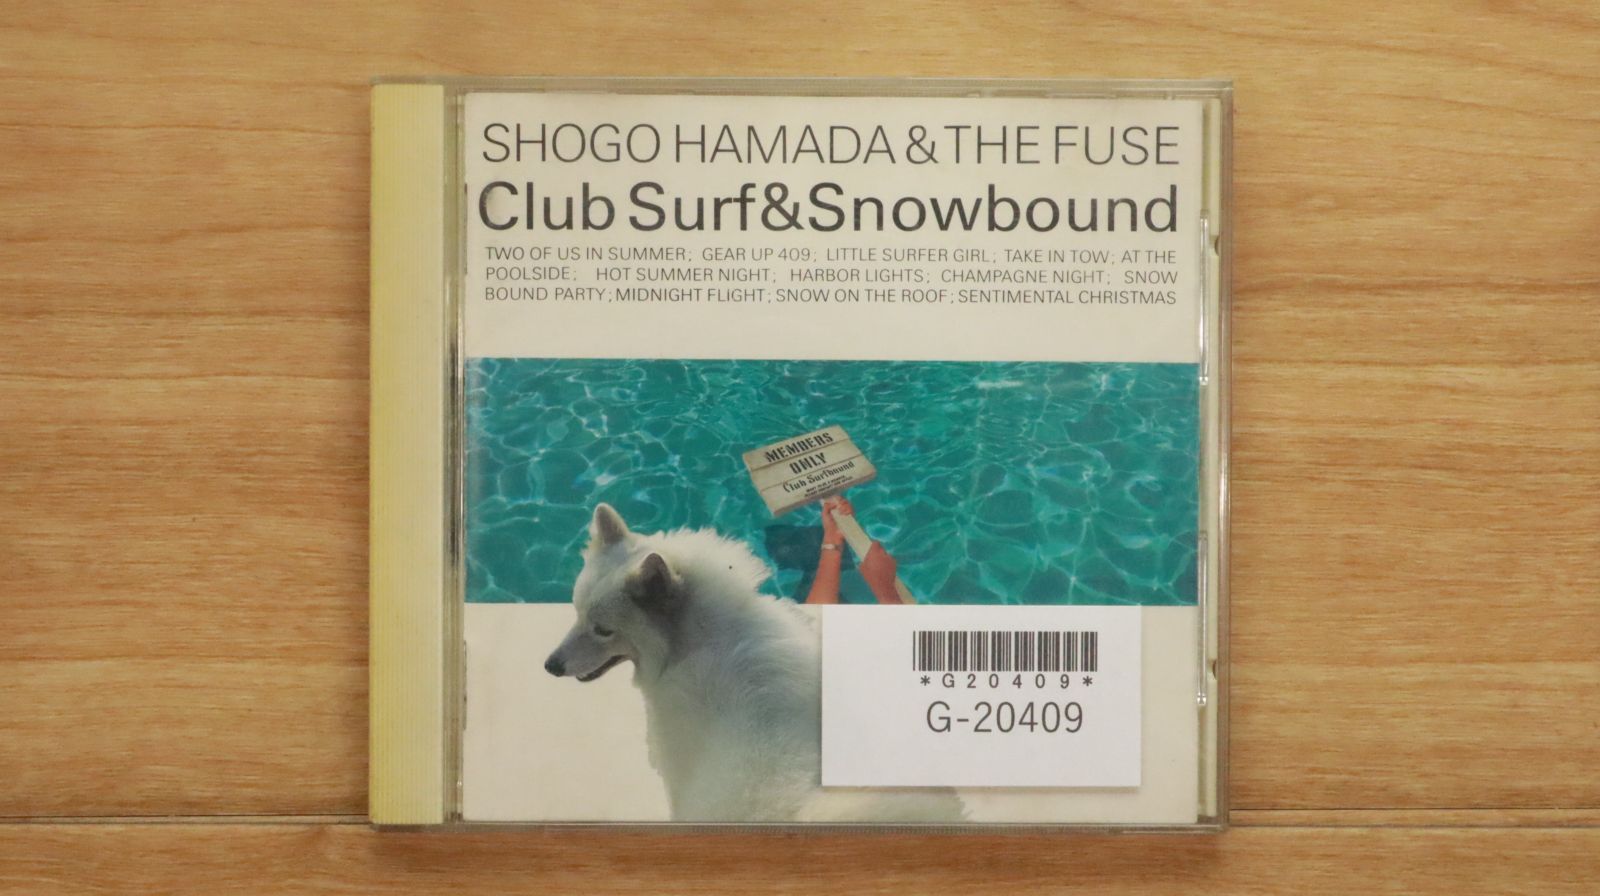 SHOGO HAMADA & THE FUSE
Club Surf&Snowbound
TWO OF US IN SUMMER; GEAR UP 409; LITTLE SURFER GIRL; TAKE IN TOW; AT THE
POOLSIDE; HOT SUMMER NIGHT; HARBOR LIGHTS; CHAMPAGNE NIGHT; SNOW
BOUND PARTY; MIDNIGHT FLIGHT; SNOW ON THE ROOF; SENTIMENTAL CHRISTMAS
MEMBERS
ONLY
Club Surfbound
*G20409*
G-20409